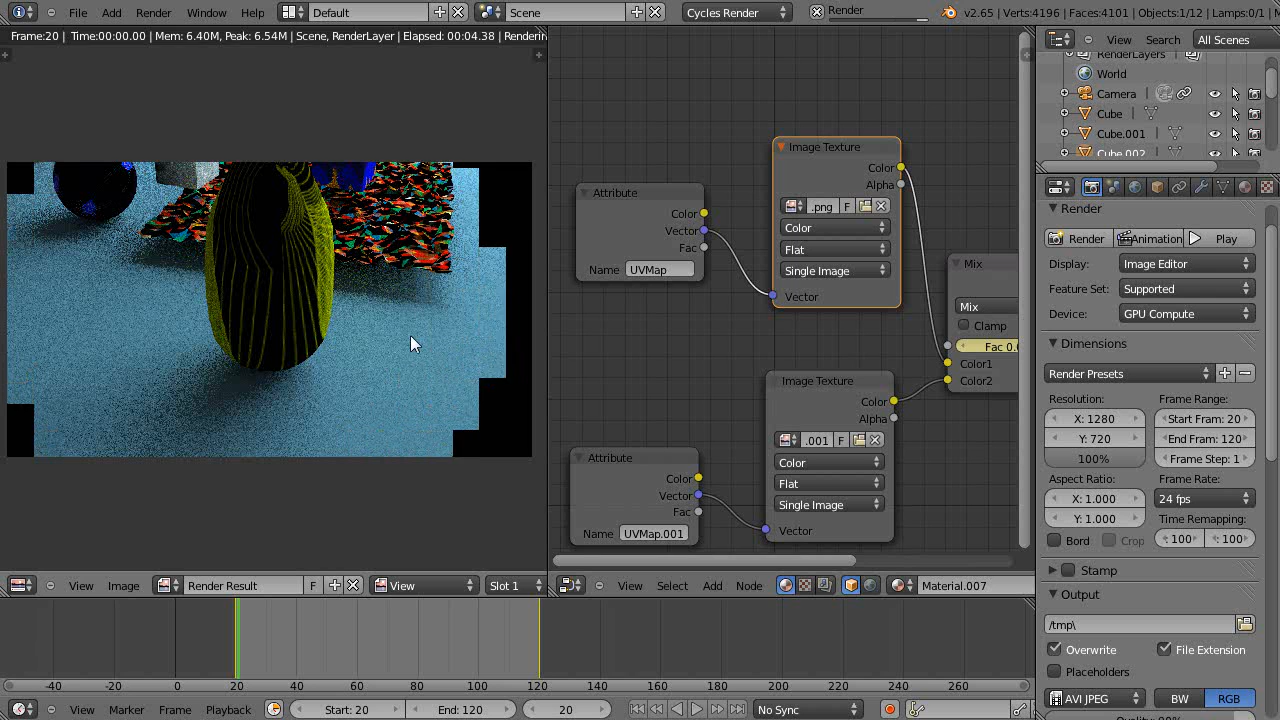 File Add Render Window Help Default Scene Cycles Render Render v2.65 | Verts:4196 | Faces:4101 | Objects:1/12 | Lamps:0/1 |
Frame:20 | Time:00:00.00 | Mem: 6.40M, Peak: 6.54M | Scene, RenderLayer | Elapsed: 00:04.38 |
View Search All Scenes
RenderLayers
World
Camera
Cube
Cube.001
Cube.002
Image Texture
Color
Alpha
.png F
Color
Flat
Single Image
Vector
Attribute
Color
Vector
Fac
Name UVMap
Mix
Mix
Clamp
Color1
Color2
Image Texture
Color
Alpha
.001 F
Color
Flat
Single Image
Vector
Attribute
Color
Vector
Fac
Name UVMap.001
Render
Render Animation Play
Display: Image Editor
Feature Set: Supported
Device: GPU Compute
Dimensions
Render Presets
Resolution: Frame Range:
X: 1280 Start Fram: 20
Y: 720 End Fram: 120
100% Frame Step: 1
Aspect Ratio: Frame Rate:
X: 1.000 24 fps
Y: 1.000 Time Remapping:
Bord Crop : 100 : 100
Stamp
Output
/tmp\
Overwrite File Extension
Placeholders
AVI JPEG BW RGB
View Image Render Result F View Slot 1
View Select Add Node Material.007
-40 -20 0 20 40 60 80 100 120 140 160 180 200 220 240 260
View Marker Frame Playback Start: 20 End: 120 20 No Sync